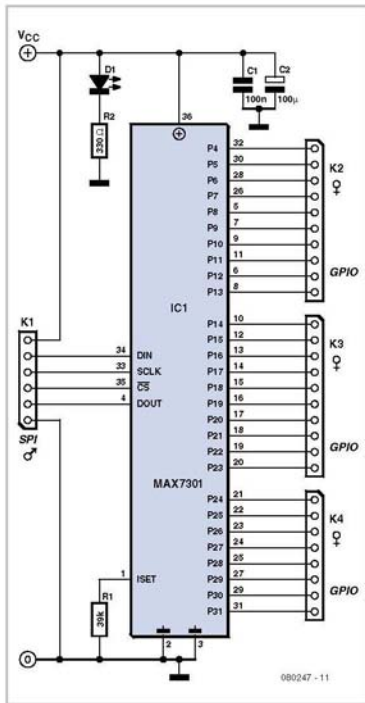 VCC
D1
R2
330Ω
C1
100n
C2
100µ
36
K1
SPI
34 DIN
33 SCLK
35 CS
4 DOUT
IC1
MAX7301
1 ISET
R1
39k
2 3
0
P4 32
P5 30
P6 28
P7 26
P8 5
P9 7
P10 9
P11 11
P12 6
P13 8
K2
GPIO
P14 10
P15 12
P16 13
P17 14
P18 15
P19 16
P20 17
P21 18
P22 19
P23 20
K3
GPIO
P24 21
P25 22
P26 23
P27 24
P28 25
P29 27
P30 29
P31 31
K4
GPIO
080247 - 11